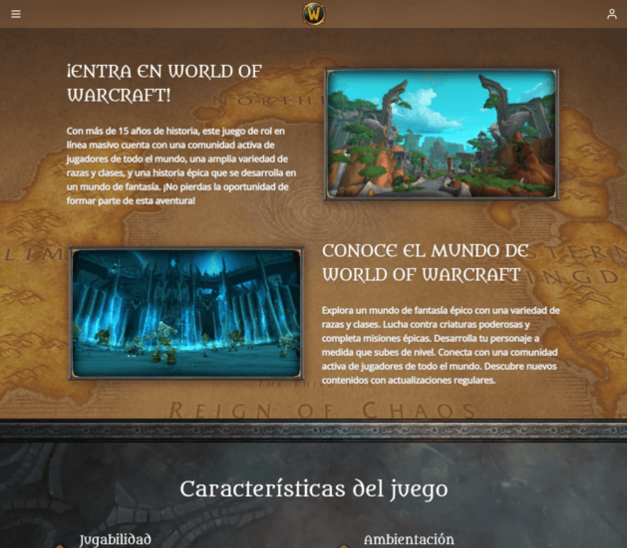 W
¡ENTRA EN WORLD OF
WARCRAFT!
Con más de 15 años de historia, este juego de rol en
línea masivo cuenta con una comunidad activa de
jugadores de todo el mundo, una amplia variedad de
razas y clases, y una historia épica que se desarrolla en
un mundo de fantasía. ¡No pierdas la oportunidad de
formar parte de esta aventura!
CONOCE EL MUNDO DE
WORLD OF WARCRAFT
Explora un mundo de fantasía épico con una variedad de
razas y clases. Lucha contra criaturas poderosas y
completa misiones épicas. Desarrolla tu personaje a
medida que subes de nivel. Conecta con una comunidad
activa de jugadores de todo el mundo. Descubre nuevos
contenidos con actualizaciones regulares.
REIGN OF CHAOS
Características del juego
Jugabilidad
Ambientación